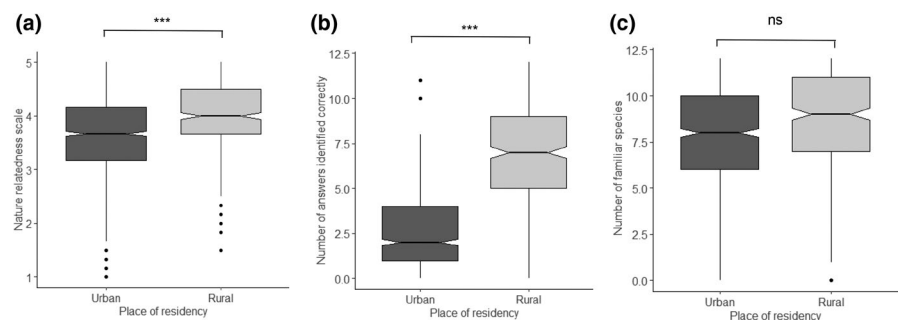 (a)
***
Nature relatedness scale
5
4
3
2
1
Urban
Rural
Place of residency
(b)
***
Number of answers identified correctly
12.5
10.0
7.5
5.0
2.5
0.0
Urban
Rural
Place of residency
(c)
ns
Number of familiar species
12.5
10.0
7.5
5.0
2.5
0.0
Urban
Rural
Place of residency